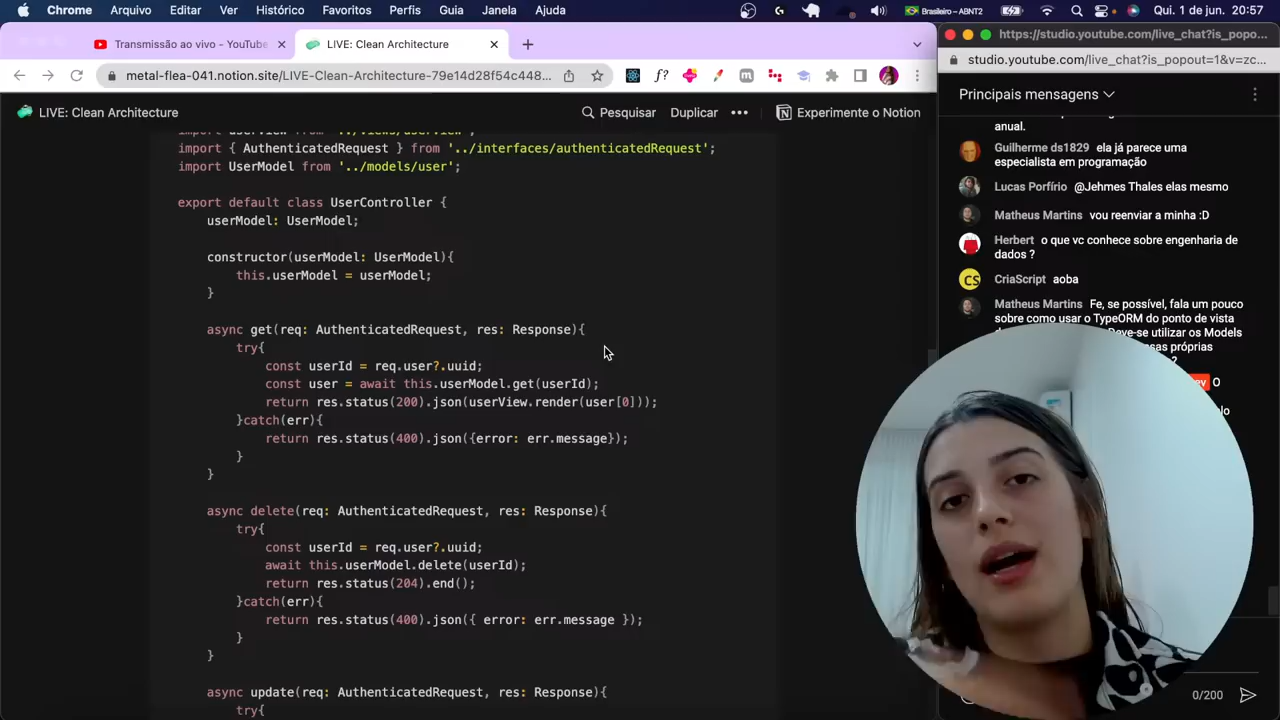 Chrome Arquivo Editar Ver Histórico Favoritos Perfis Guia Janela Ajuda
Brasileiro – ABNT2
Qui. 1 de jun. 20:57
Transmissão ao vivo - YouTube
LIVE: Clean Architecture
metal-flea-041.notion.site/LIVE-Clean-Architecture-79e14d28f54c448...
LIVE: Clean Architecture
Pesquisar Duplicar ••• Experimente o Notion
import { AuthenticatedRequest } from '../interfaces/authenticatedRequest';
import UserModel from '../models/user';
export default class UserController {
userModel: UserModel;
constructor(userModel: UserModel){
this.userModel = userModel;
}
async get(req: AuthenticatedRequest, res: Response){
try{
const userId = req.user?.uuid;
const user = await this.userModel.get(userId);
return res.status(200).json(userView.render(user[0]));
}catch(err){
return res.status(400).json({error: err.message});
}
}
async delete(req: AuthenticatedRequest, res: Response){
try{
const userId = req.user?.uuid;
await this.userModel.delete(userId);
return res.status(204).end();
}catch(err){
return res.status(400).json({ error: err.message });
}
}
async update(req: AuthenticatedRequest, res: Response){
try{
https://studio.youtube.com/live_chat?is_popo...
studio.youtube.com/live_chat?is_popout=1&v=zc...
Principais mensagens
anual.
Guilherme ds1829 ela já parece uma
especialista em programação
Lucas Porfírio @Jehmes Thales elas mesmo
Matheus Martins vou reenviar a minha :D
Herbert o que vc conhece sobre engenharia de
dados ?
CS
CriaScript aoba
Matheus Martins Fe, se possível, fala um pouco
sobre como usar o TypeORM do ponto de vista
Deve-se utilizar os Models
próprias
O
0/200